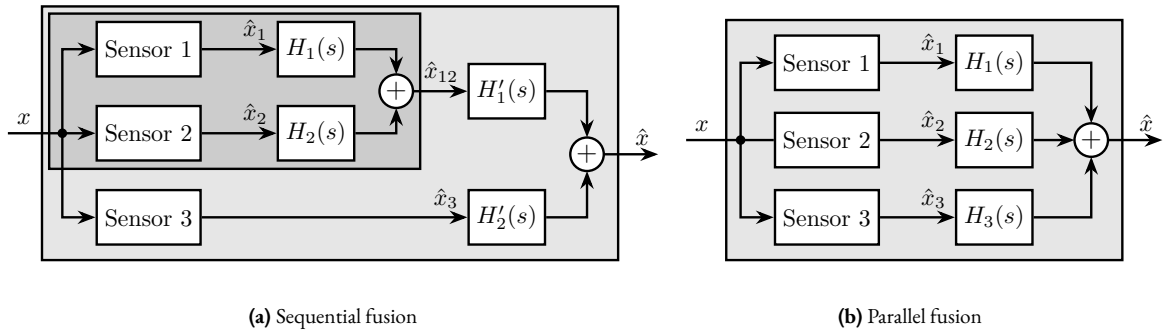 Sensor 1
x̂₁
H₁(s)
x̂₁₂
H′₁(s)
x
Sensor 2
x̂₂
H₂(s)
+
+
x̂
Sensor 3
x̂₃
H′₂(s)
(a) Sequential fusion
x
Sensor 1
x̂₁
H₁(s)
Sensor 2
x̂₂
H₂(s)
+
x̂
Sensor 3
x̂₃
H₃(s)
(b) Parallel fusion